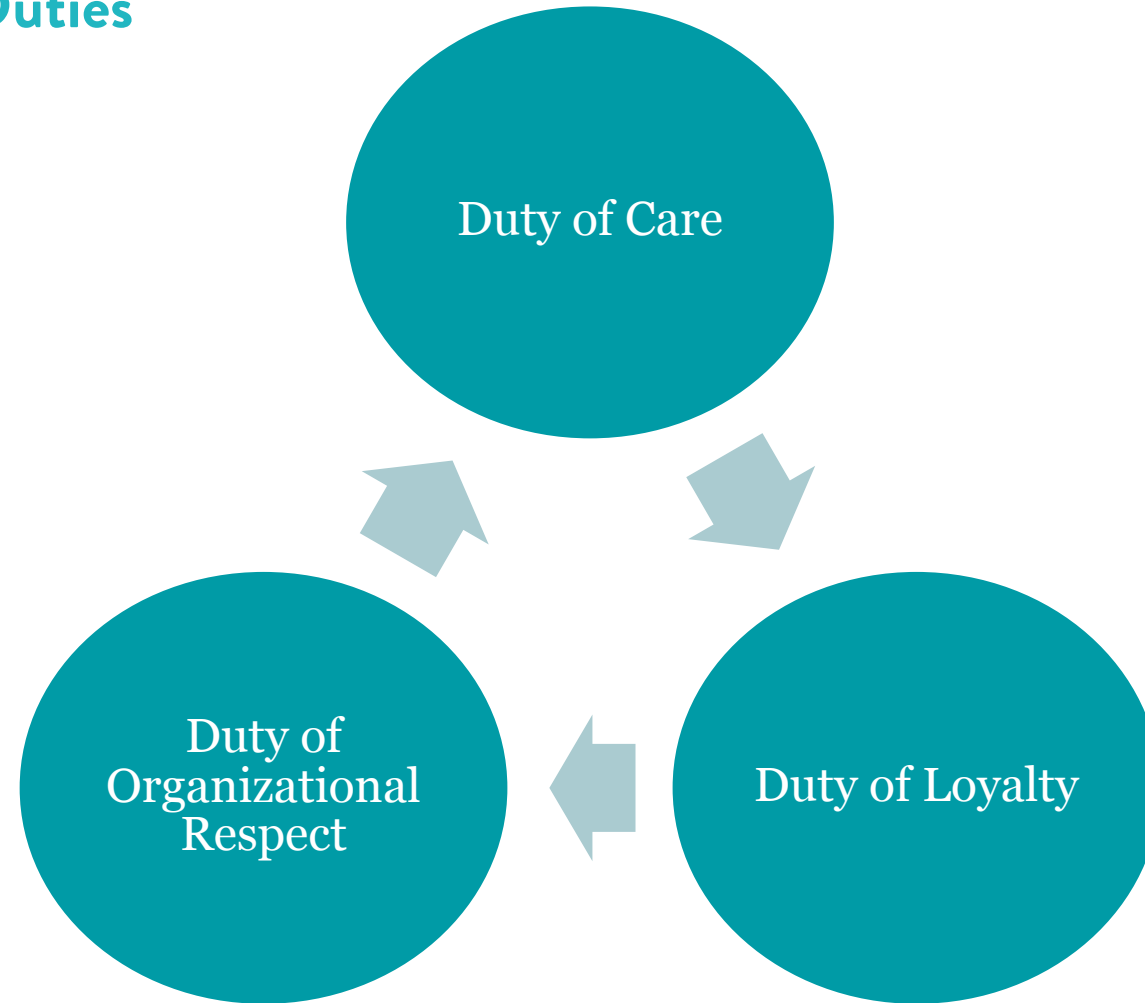 Duties
Duty of Care
Duty of
Organizational
Respect
Duty of Loyalty